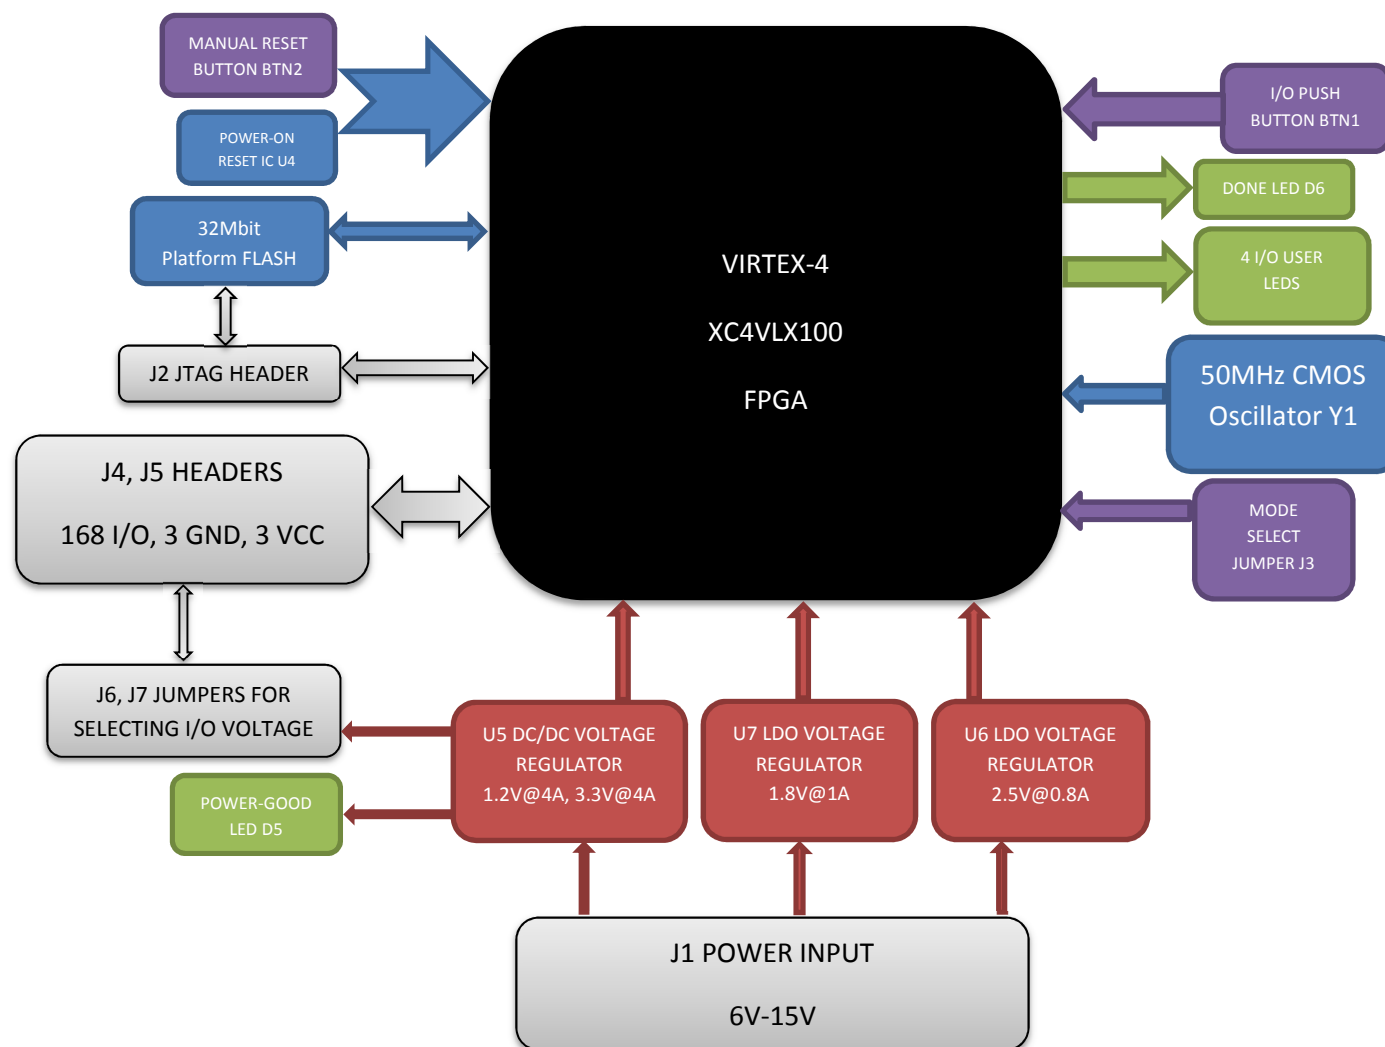 MANUAL RESET
BUTTON BTN2
POWER-ON
RESET IC U4
32Mbit
Platform FLASH
J2 JTAG HEADER
J4, J5 HEADERS
168 I/O, 3 GND, 3 VCC
J6, J7 JUMPERS FOR
SELECTING I/O VOLTAGE
POWER-GOOD
LED D5
VIRTEX-4
XC4VLX100
FPGA
I/O PUSH
BUTTON BTN1
DONE LED D6
4 I/O USER
LEDS
50MHz CMOS
Oscillator Y1
MODE
SELECT
JUMPER J3
U5 DC/DC VOLTAGE
REGULATOR
1.2V@4A, 3.3V@4A
U7 LDO VOLTAGE
REGULATOR
1.8V@1A
U6 LDO VOLTAGE
REGULATOR
2.5V@0.8A
J1 POWER INPUT
6V-15V